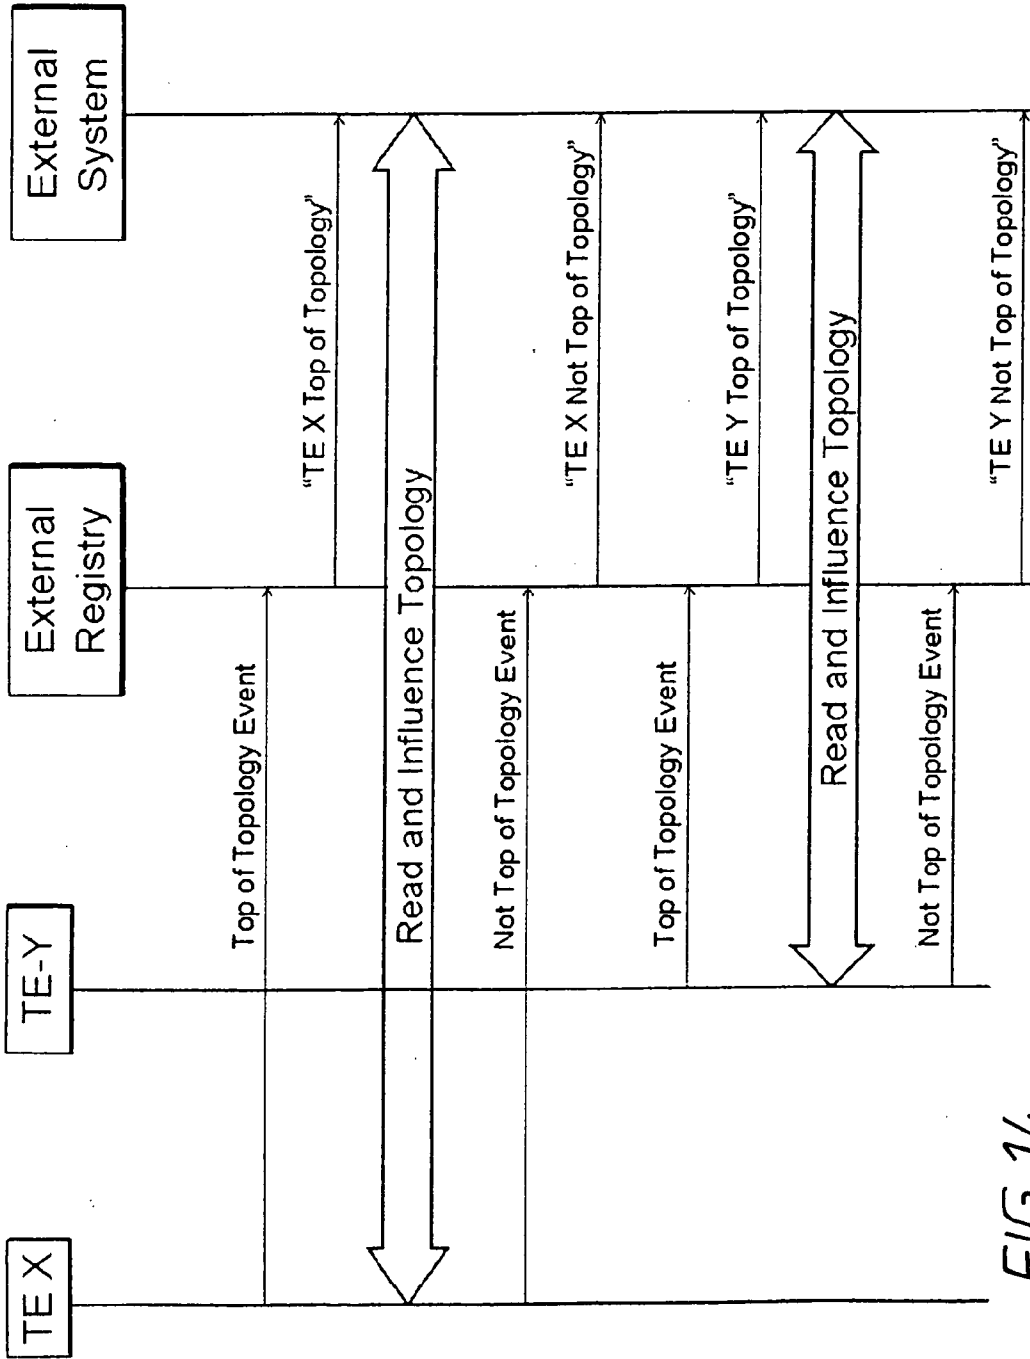 TE X
TE-Y
External
Registry
External
System
Top of Topology Event
"TE X Top of Topology"
Read and Influence Topology
Not Top of Topology Event
"TE X Not Top of Topology"
Top of Topology Event
"TE Y Top of Topology"
Read and Influence Topology
Not Top of Topology Event
"TE Y Not Top of Topology"
FIG. 14